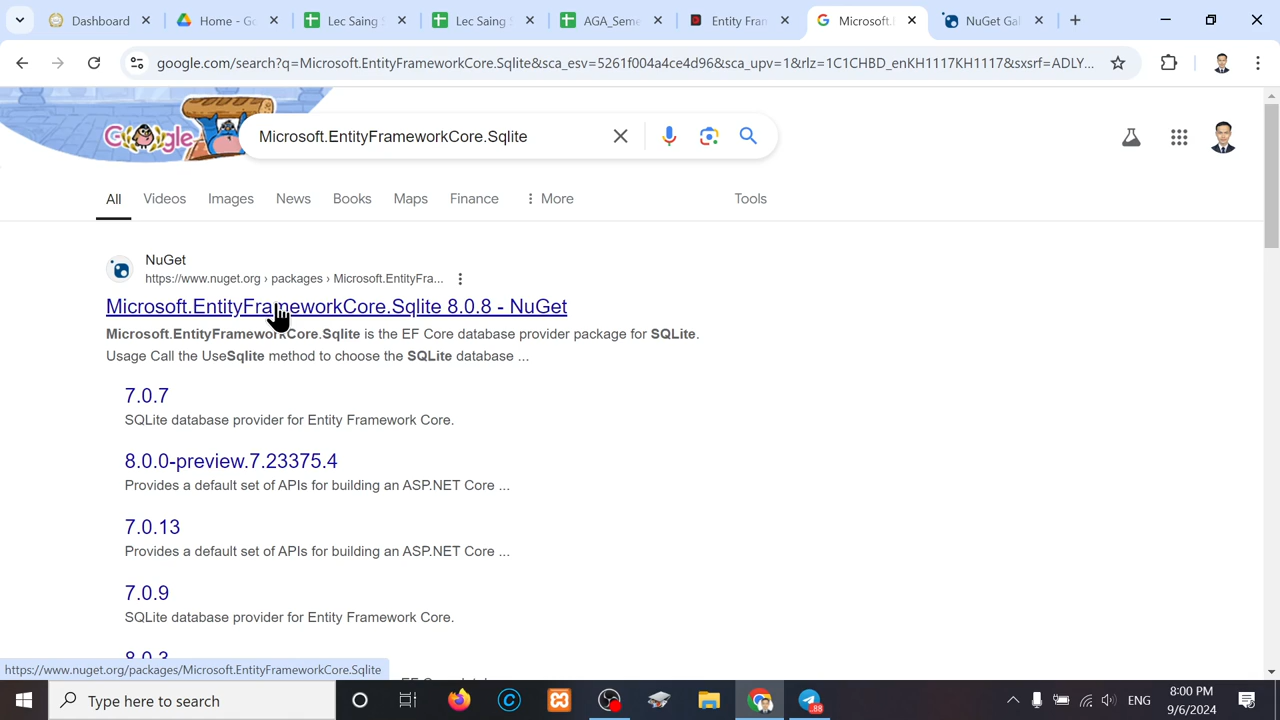 Dashboard
Home - Go
Lec Saing
Lec Saing
AGA_Seme
Entity Fran
Microsoft.
NuGet Gal
google.com/search?q=Microsoft.EntityFrameworkCore.Sqlite&sca_esv=5261f004a4ce4d96&sca_upv=1&rlz=1C1CHBD_enKH1117KH1117&sxsrf=ADLY...
Google
Microsoft.EntityFrameworkCore.Sqlite
All
Videos
Images
News
Books
Maps
Finance
More
Tools
NuGet
https://www.nuget.org › packages › Microsoft.EntityFra...
Microsoft.EntityFrameworkCore.Sqlite 8.0.8 - NuGet
Microsoft.EntityFrameworkCore.Sqlite is the EF Core database provider package for SQLite.
Usage Call the UseSqlite method to choose the SQLite database ...
7.0.7
SQLite database provider for Entity Framework Core.
8.0.0-preview.7.23375.4
Provides a default set of APIs for building an ASP.NET Core ...
7.0.13
Provides a default set of APIs for building an ASP.NET Core ...
7.0.9
SQLite database provider for Entity Framework Core.
8.0.3
https://www.nuget.org/packages/Microsoft.EntityFrameworkCore.Sqlite
Type here to search
88
ENG
8:00 PM
9/6/2024